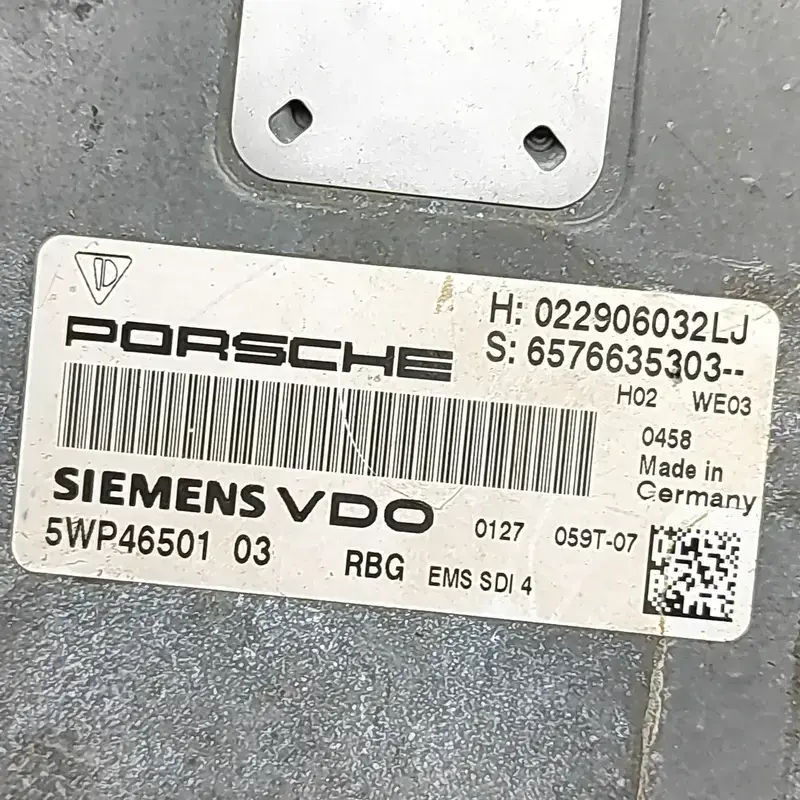 PORSCHE
H: 022906032LJ
S: 6576635303--
H02 WE03
0458
Made in
Germany
SIEMENS VDO
5WP46501 03
0127 059T-07
RBG EMS SDI 4